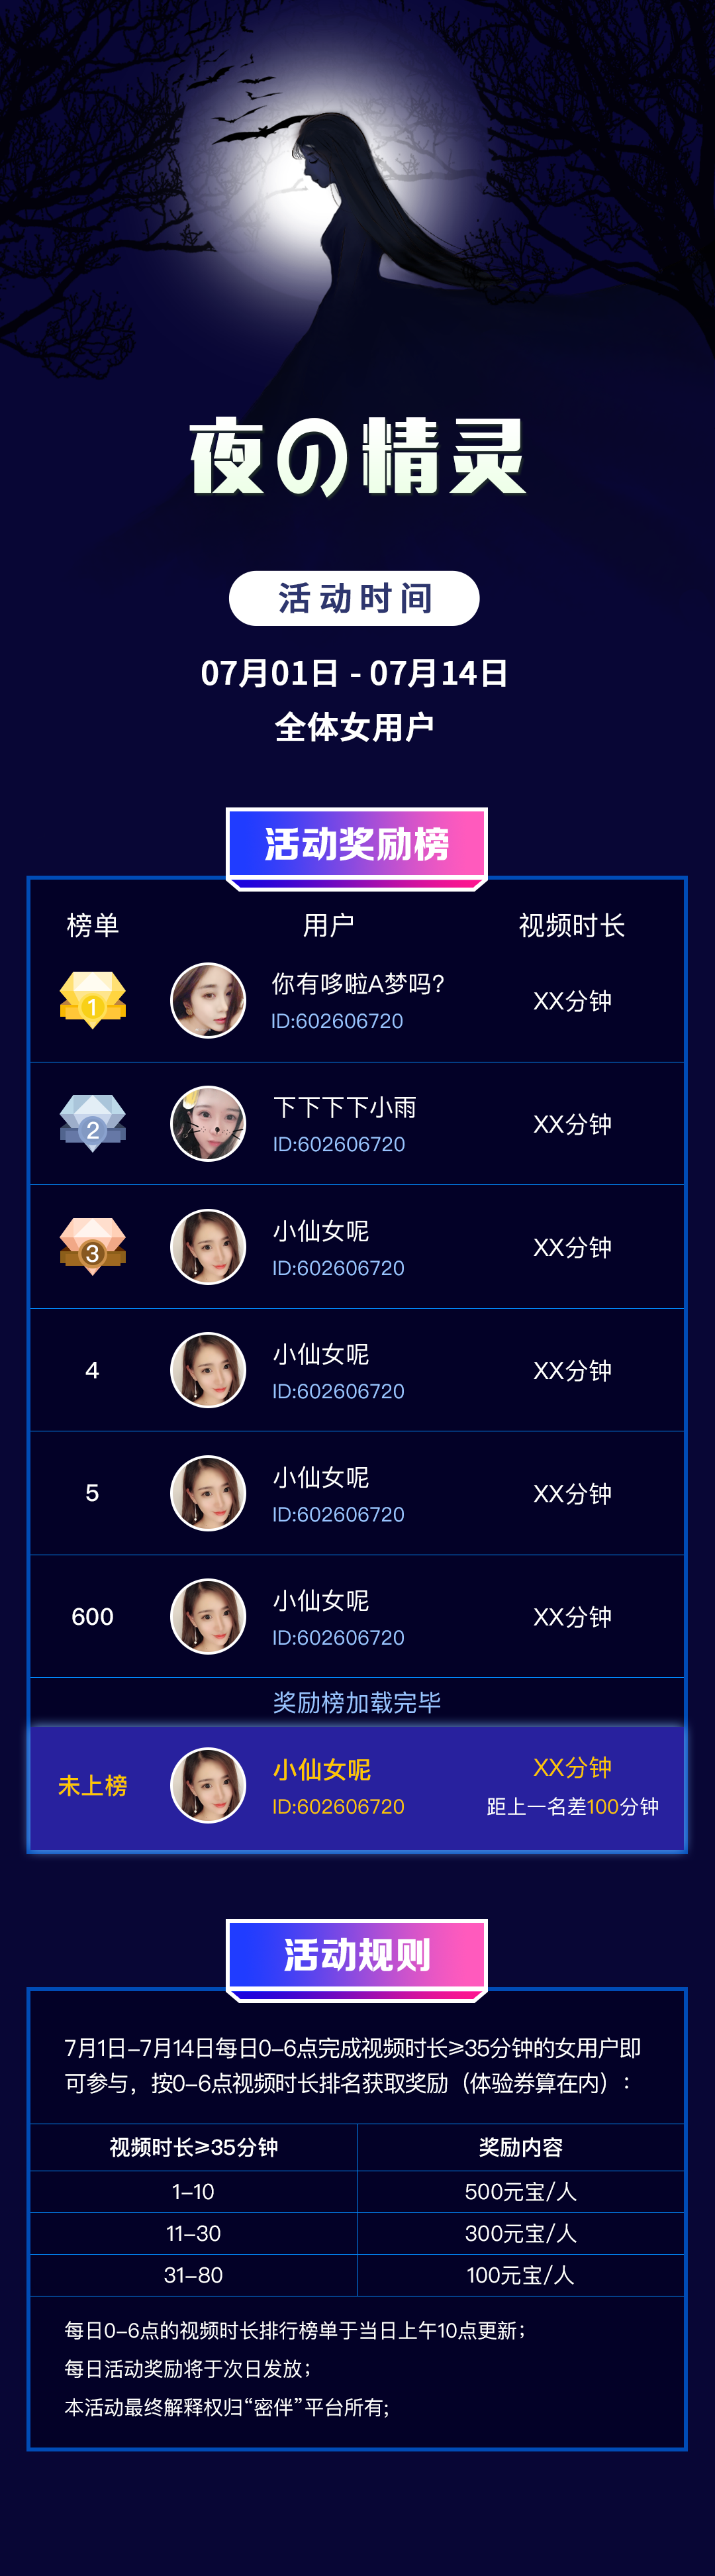 夜の精灵
活动时间
07月01日 - 07月14日
全体女用户
活动奖励榜
榜单 用户 视频时长
1 你有哆啦A梦吗? XX分钟
ID:602606720
2 下下下下小雨 XX分钟
ID:602606720
3 小仙女呢 XX分钟
ID:602606720
4 小仙女呢 XX分钟
ID:602606720
5 小仙女呢 XX分钟
ID:602606720
600 小仙女呢 XX分钟
ID:602606720
奖励榜加载完毕
未上榜 小仙女呢 XX分钟
ID:602606720 距上一名差100分钟
活动规则
7月1日-7月14日每日0-6点完成视频时长≥35分钟的女用户即
可参与，按0-6点视频时长排名获取奖励（体验券算在内）：
视频时长≥35分钟 奖励内容
1-10 500元宝/人
11-30 300元宝/人
31-80 100元宝/人
每日0-6点的视频时长排行榜单于当日上午10点更新；
每日活动奖励将于次日发放；
本活动最终解释权归“密伴”平台所有;